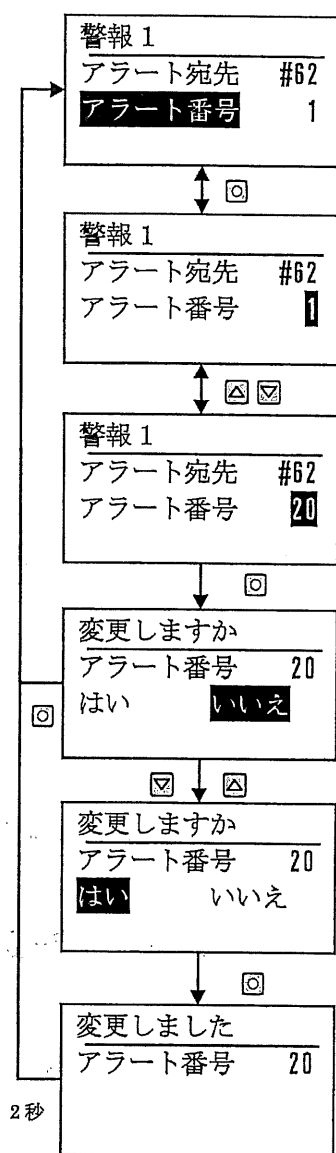 警報1
アラート宛先 #62
アラート番号 1
警報1
アラート宛先 #62
アラート番号 1
警報1
アラート宛先 #62
アラート番号 20
変更しますか
アラート番号 20
はい いいえ
変更しますか
アラート番号 20
はい いいえ
変更しました
アラート番号 20
2秒